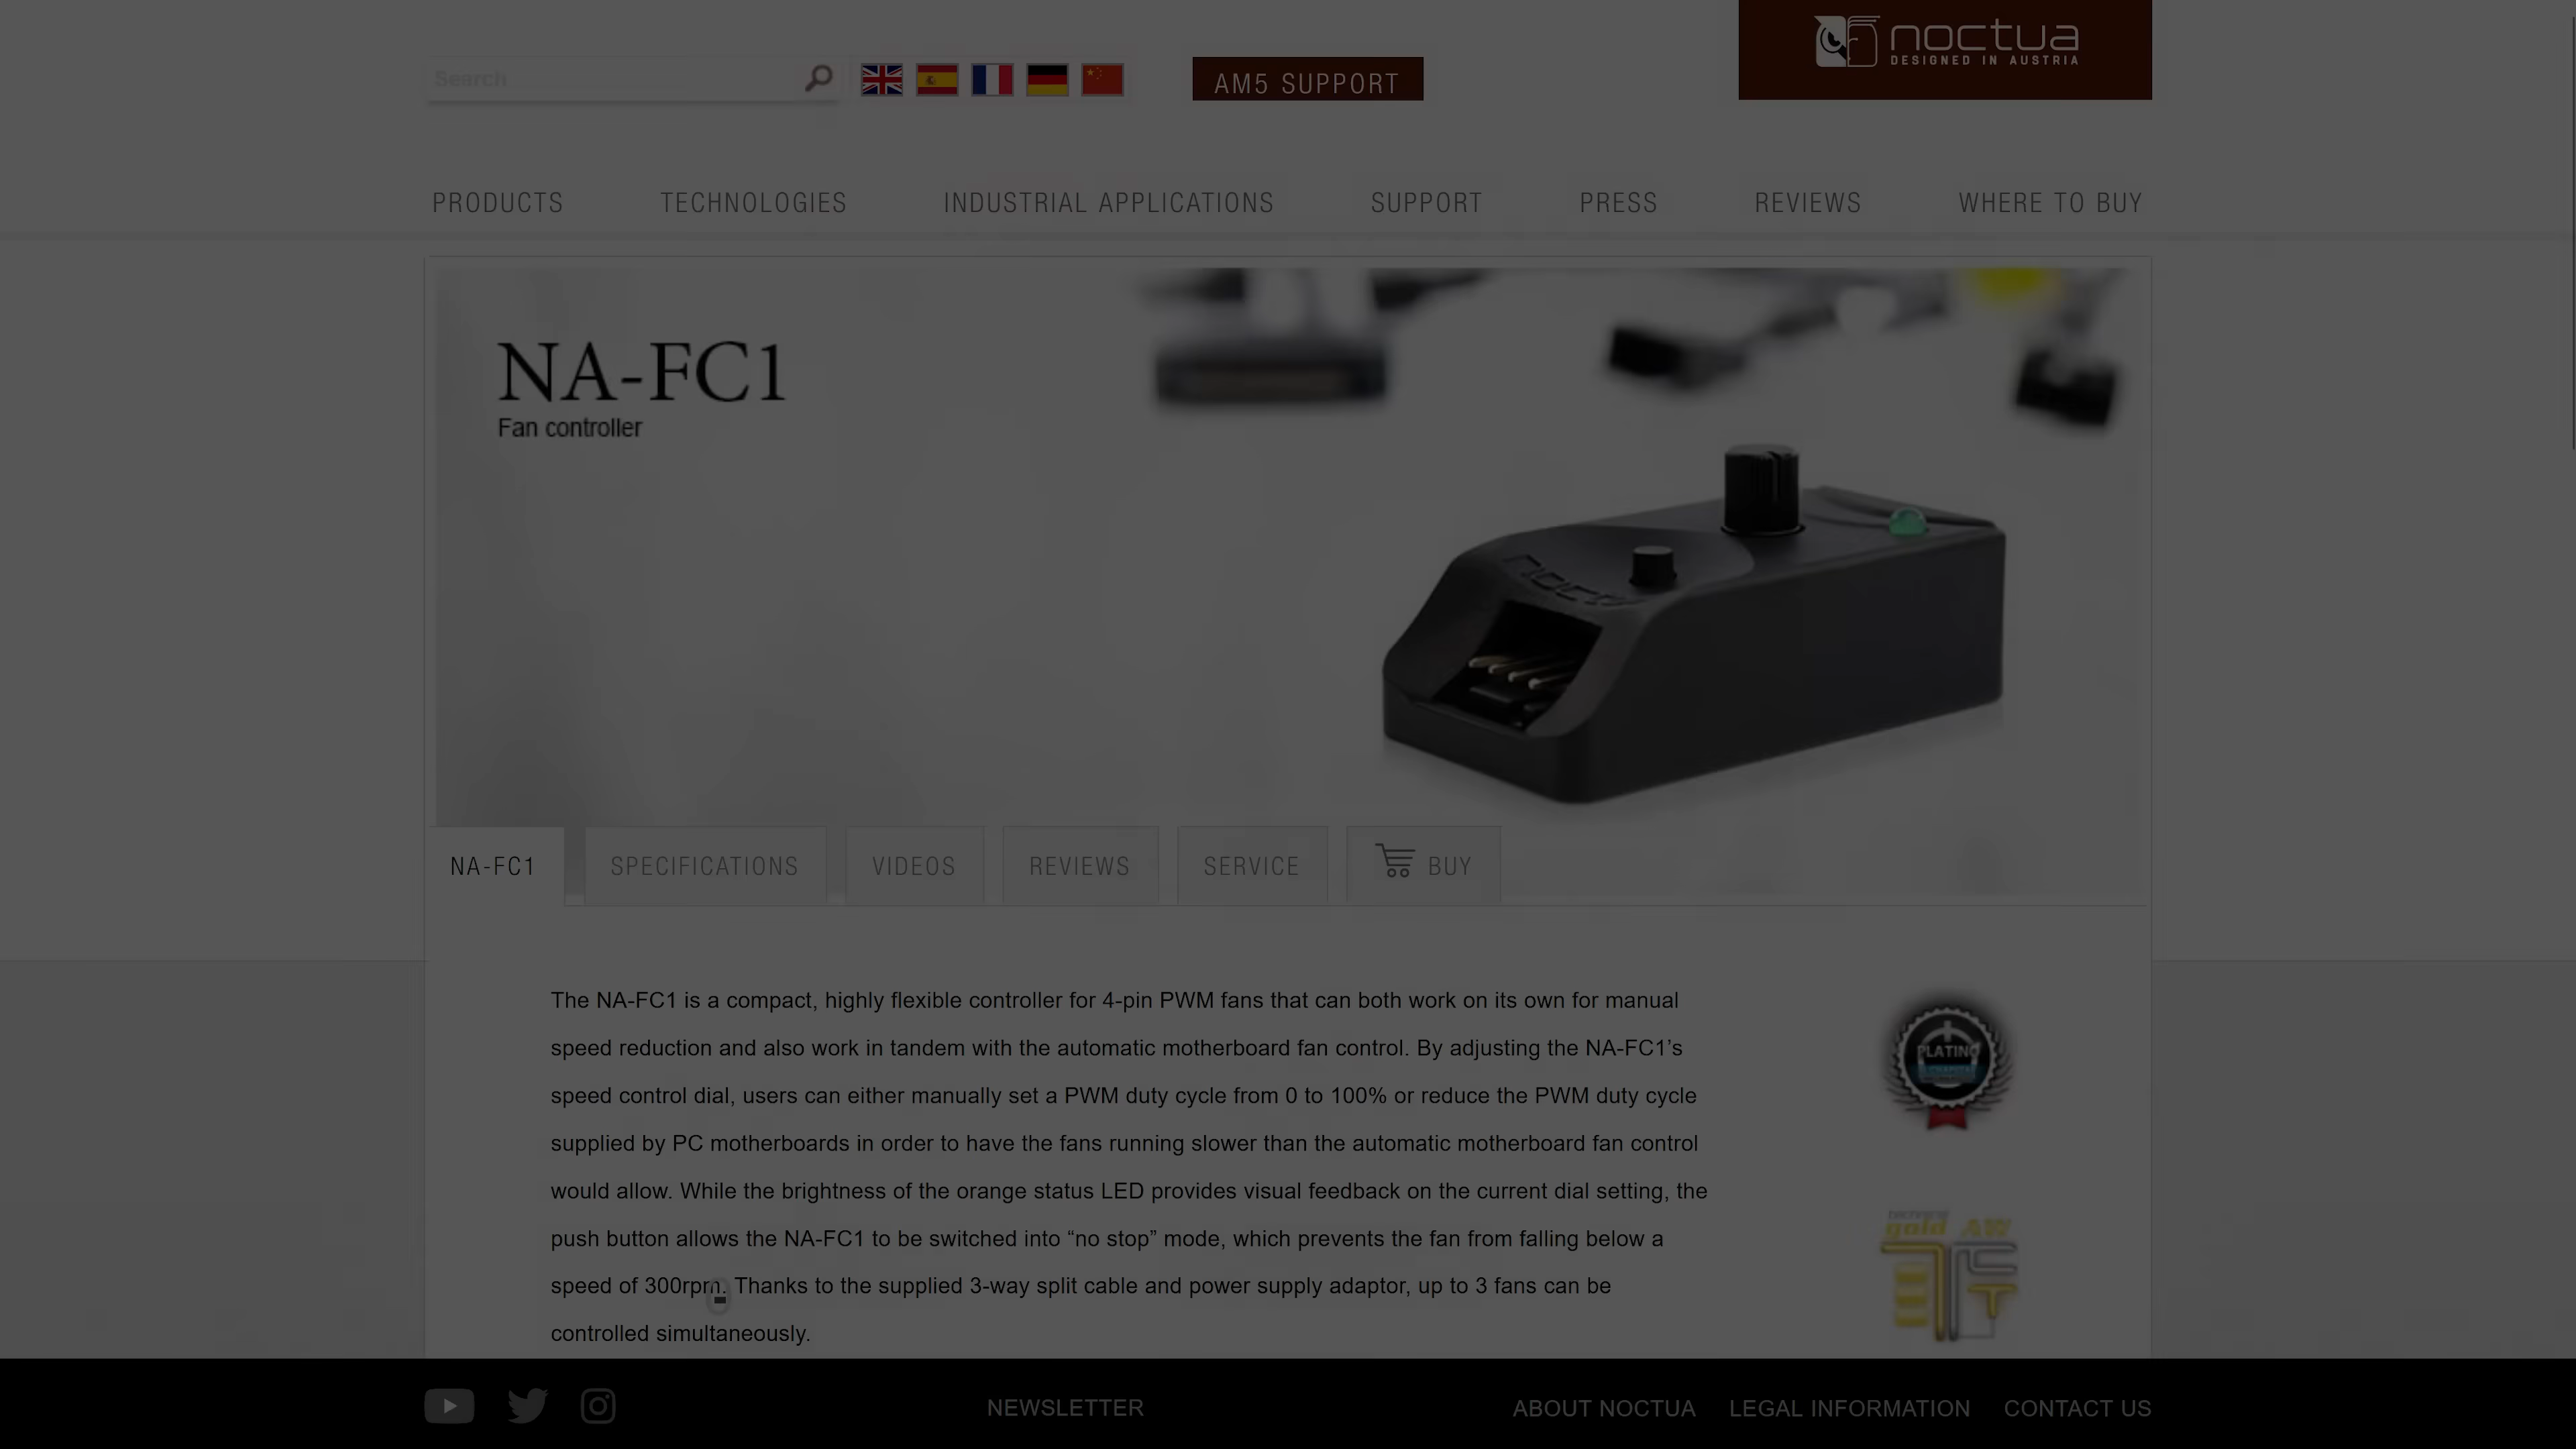 Search
AM5 SUPPORT
noctua
DESIGNED IN AUSTRIA
PRODUCTS
TECHNOLOGIES
INDUSTRIAL APPLICATIONS
SUPPORT
PRESS
REVIEWS
WHERE TO BUY
NA-FC1
Fan controller
NA-FC1
SPECIFICATIONS
VIDEOS
REVIEWS
SERVICE
BUY
The NA-FC1 is a compact, highly flexible controller for 4-pin PWM fans that can both work on its own for manual
speed reduction and also work in tandem with the automatic motherboard fan control. By adjusting the NA-FC1’s
speed control dial, users can either manually set a PWM duty cycle from 0 to 100% or reduce the PWM duty cycle
supplied by PC motherboards in order to have the fans running slower than the automatic motherboard fan control
would allow. While the brightness of the orange status LED provides visual feedback on the current dial setting, the
push button allows the NA-FC1 to be switched into “no stop” mode, which prevents the fan from falling below a
speed of 300rpm. Thanks to the supplied 3-way split cable and power supply adaptor, up to 3 fans can be
controlled simultaneously.
PLATINO
gold AW
NEWSLETTER
ABOUT NOCTUA
LEGAL INFORMATION
CONTACT US